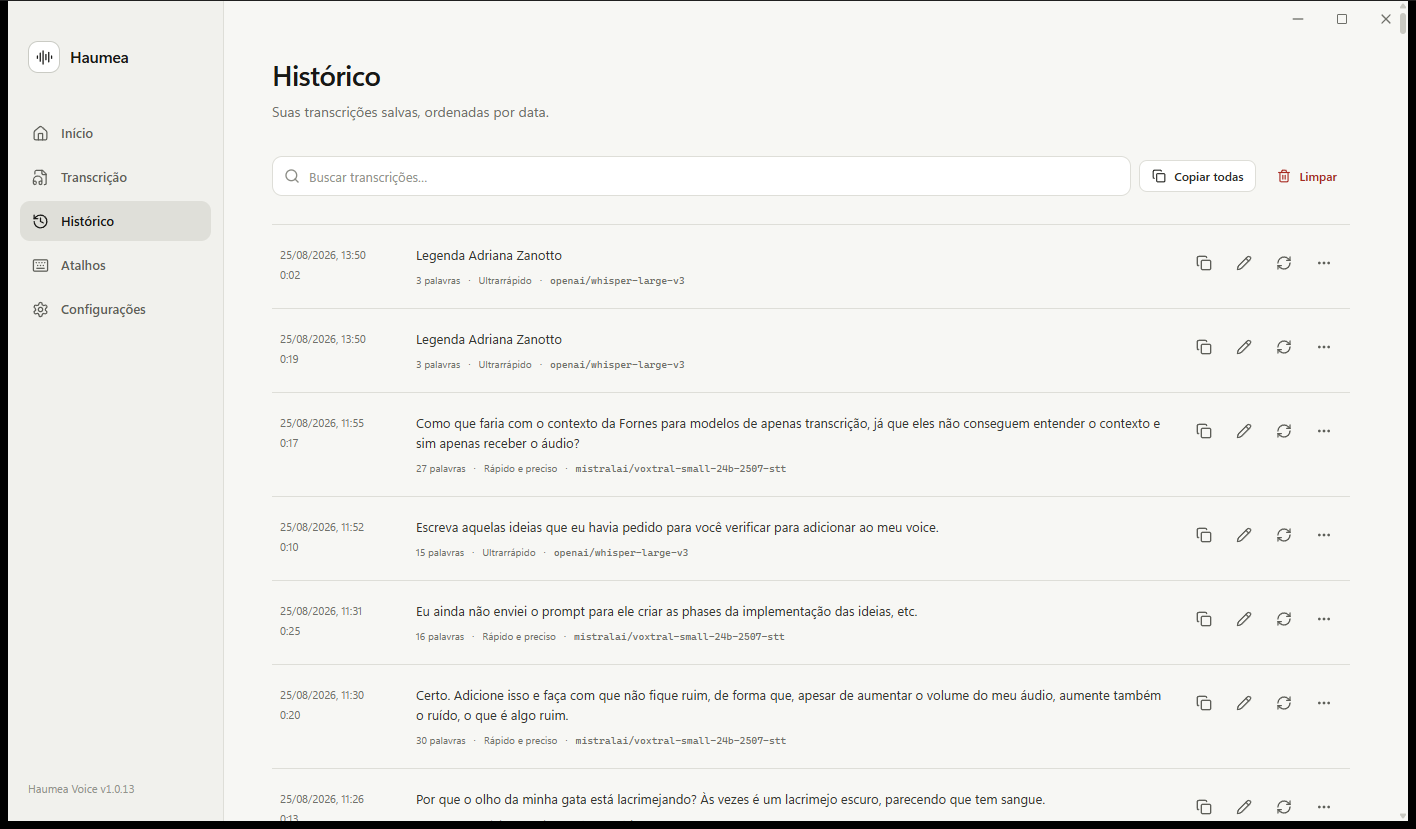 Haumea
Início
Transcrição
Histórico
Atalhos
Configurações
Haumea Voice v1.0.13
Histórico
Suas transcrições salvas, ordenadas por data.
Buscar transcrições...
Copiar todas
Limpar
25/08/2026, 13:50
0:02
Legenda Adriana Zanotto
3 palavras · Ultrarrápido · openai/whisper-large-v3
25/08/2026, 13:50
0:19
Legenda Adriana Zanotto
3 palavras · Ultrarrápido · openai/whisper-large-v3
25/08/2026, 11:55
0:17
Como que faria com o contexto da Fornes para modelos de apenas transcrição, já que eles não conseguem entender o contexto e
sim apenas receber o áudio?
27 palavras · Rápido e preciso · mistralai/voxtral-small-24b-2507-stt
25/08/2026, 11:52
0:10
Escreva aquelas ideias que eu havia pedido para você verificar para adicionar ao meu voice.
15 palavras · Ultrarrápido · openai/whisper-large-v3
25/08/2026, 11:31
0:25
Eu ainda não enviei o prompt para ele criar as phases da implementação das ideias, etc.
16 palavras · Rápido e preciso · mistralai/voxtral-small-24b-2507-stt
25/08/2026, 11:30
0:20
Certo. Adicione isso e faça com que não fique ruim, de forma que, apesar de aumentar o volume do meu áudio, aumente também
o ruído, o que é algo ruim.
30 palavras · Rápido e preciso · mistralai/voxtral-small-24b-2507-stt
25/08/2026, 11:26
0:13
Por que o olho da minha gata está lacrimejando? Às vezes é um lacrimejo escuro, parecendo que tem sangue.